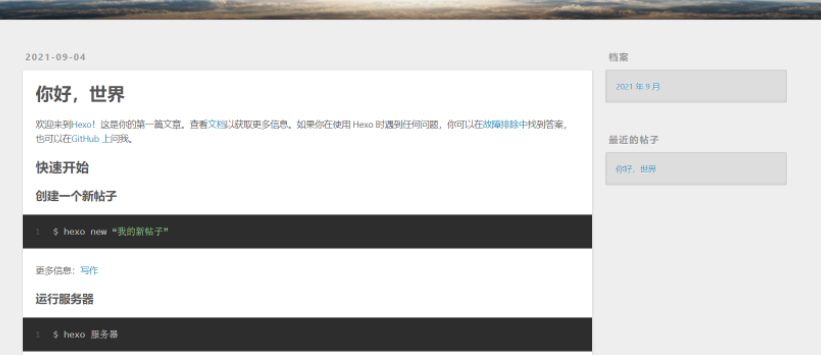 2021-09-04
你好，世界
欢迎来到Hexo！这是你的第一篇文章。查看文档以获取更多信息。如果你在使用 Hexo 时遇到任何问题，你可以在故障排除中找到答案，
也可以在GitHub 上问我。
快速开始
创建一个新帖子
1 $ hexo new “我的新帖子”
更多信息：写作
运行服务器
1 $ hexo 服务器
档案
2021 年 9 月
最近的帖子
你好，世界